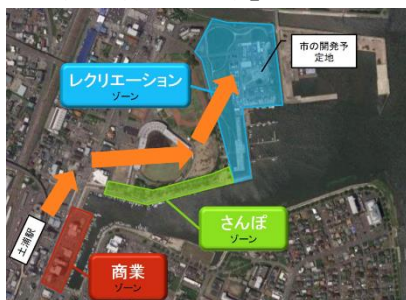 市の開発予
定地
レクリエーション
ゾーン
さんぽ
ゾーン
土浦駅
商業
ゾーン